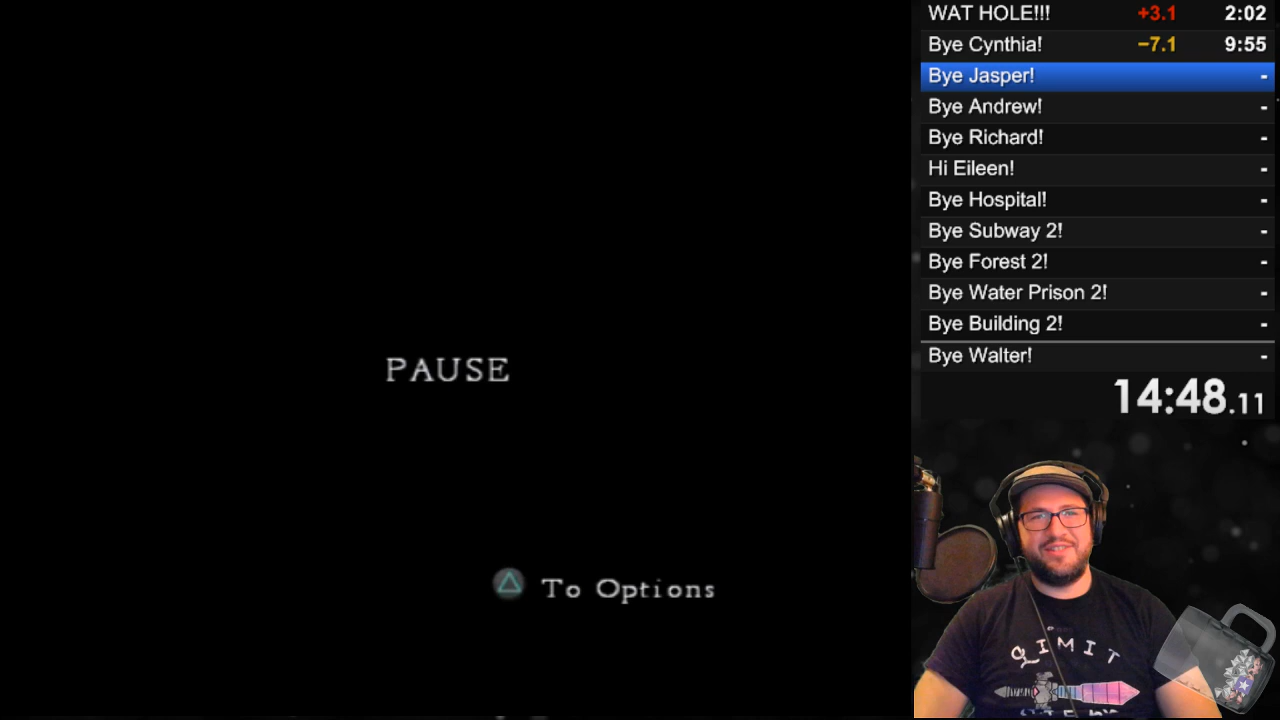 WAT HOLE!!! +3.1 2:02
Bye Cynthia! −7.1 9:55
Bye Jasper! -
Bye Andrew! -
Bye Richard! -
Hi Eileen! -
Bye Hospital! -
Bye Subway 2! -
Bye Forest 2! -
Bye Water Prison 2! -
Bye Building 2! -
Bye Walter! -
14:48.11
PAUSE
To Options